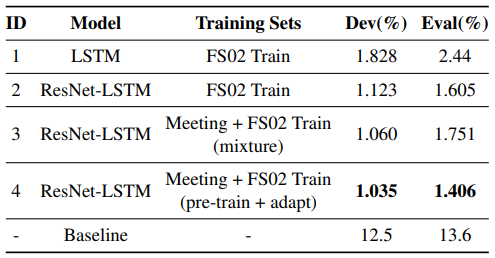 ID Model Training Sets Dev(%) Eval(%)
1 LSTM FS02 Train 1.828 2.44
2 ResNet-LSTM FS02 Train 1.123 1.605
3 ResNet-LSTM Meeting + FS02 Train (mixture) 1.060 1.751
4 ResNet-LSTM Meeting + FS02 Train (pre-train + adapt) 1.035 1.406
- Baseline - 12.5 13.6